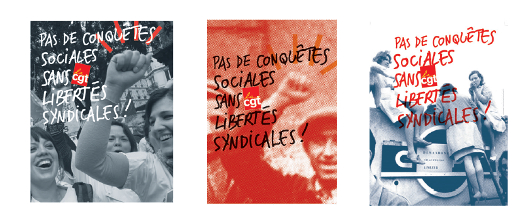 PAS DE CONQUÊTES
SOCIALES
SANS cgt
LIBERTÉS
SYNDICALES !
PAS DE CONQUÊTES
SOCIALES
SANS cgt
LIBERTÉS
SYNDICALES !
PAS DE CONQUÊTES
SOCIALES
SANS cgt
LIBERTÉS
SYNDICALES !